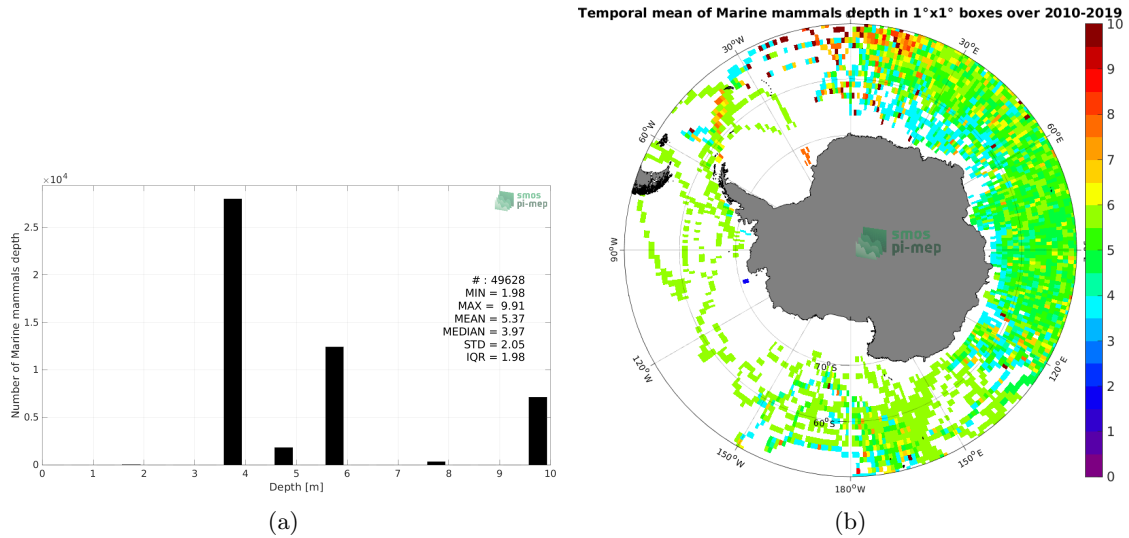 ×10⁴
Number of Marine mammals depth
2.5
2
1.5
1
0.5
0
0 1 2 3 4 5 6 7 8 9 10
Depth [m]
smos
pi-mep
# : 49628
MIN = 1.98
MAX = 9.91
MEAN = 5.37
MEDIAN = 3.97
STD = 2.05
IQR = 1.98
(a)
Temporal mean of Marine mammals depth in 1°x1° boxes over 2010-2019
30°W
30°E
60°W
60°E
90°W
120°W
120°E
150°W
150°E
180°W
70°S
60°S
smos
pi-mep
10
9
8
7
6
5
4
3
2
1
0
(b)